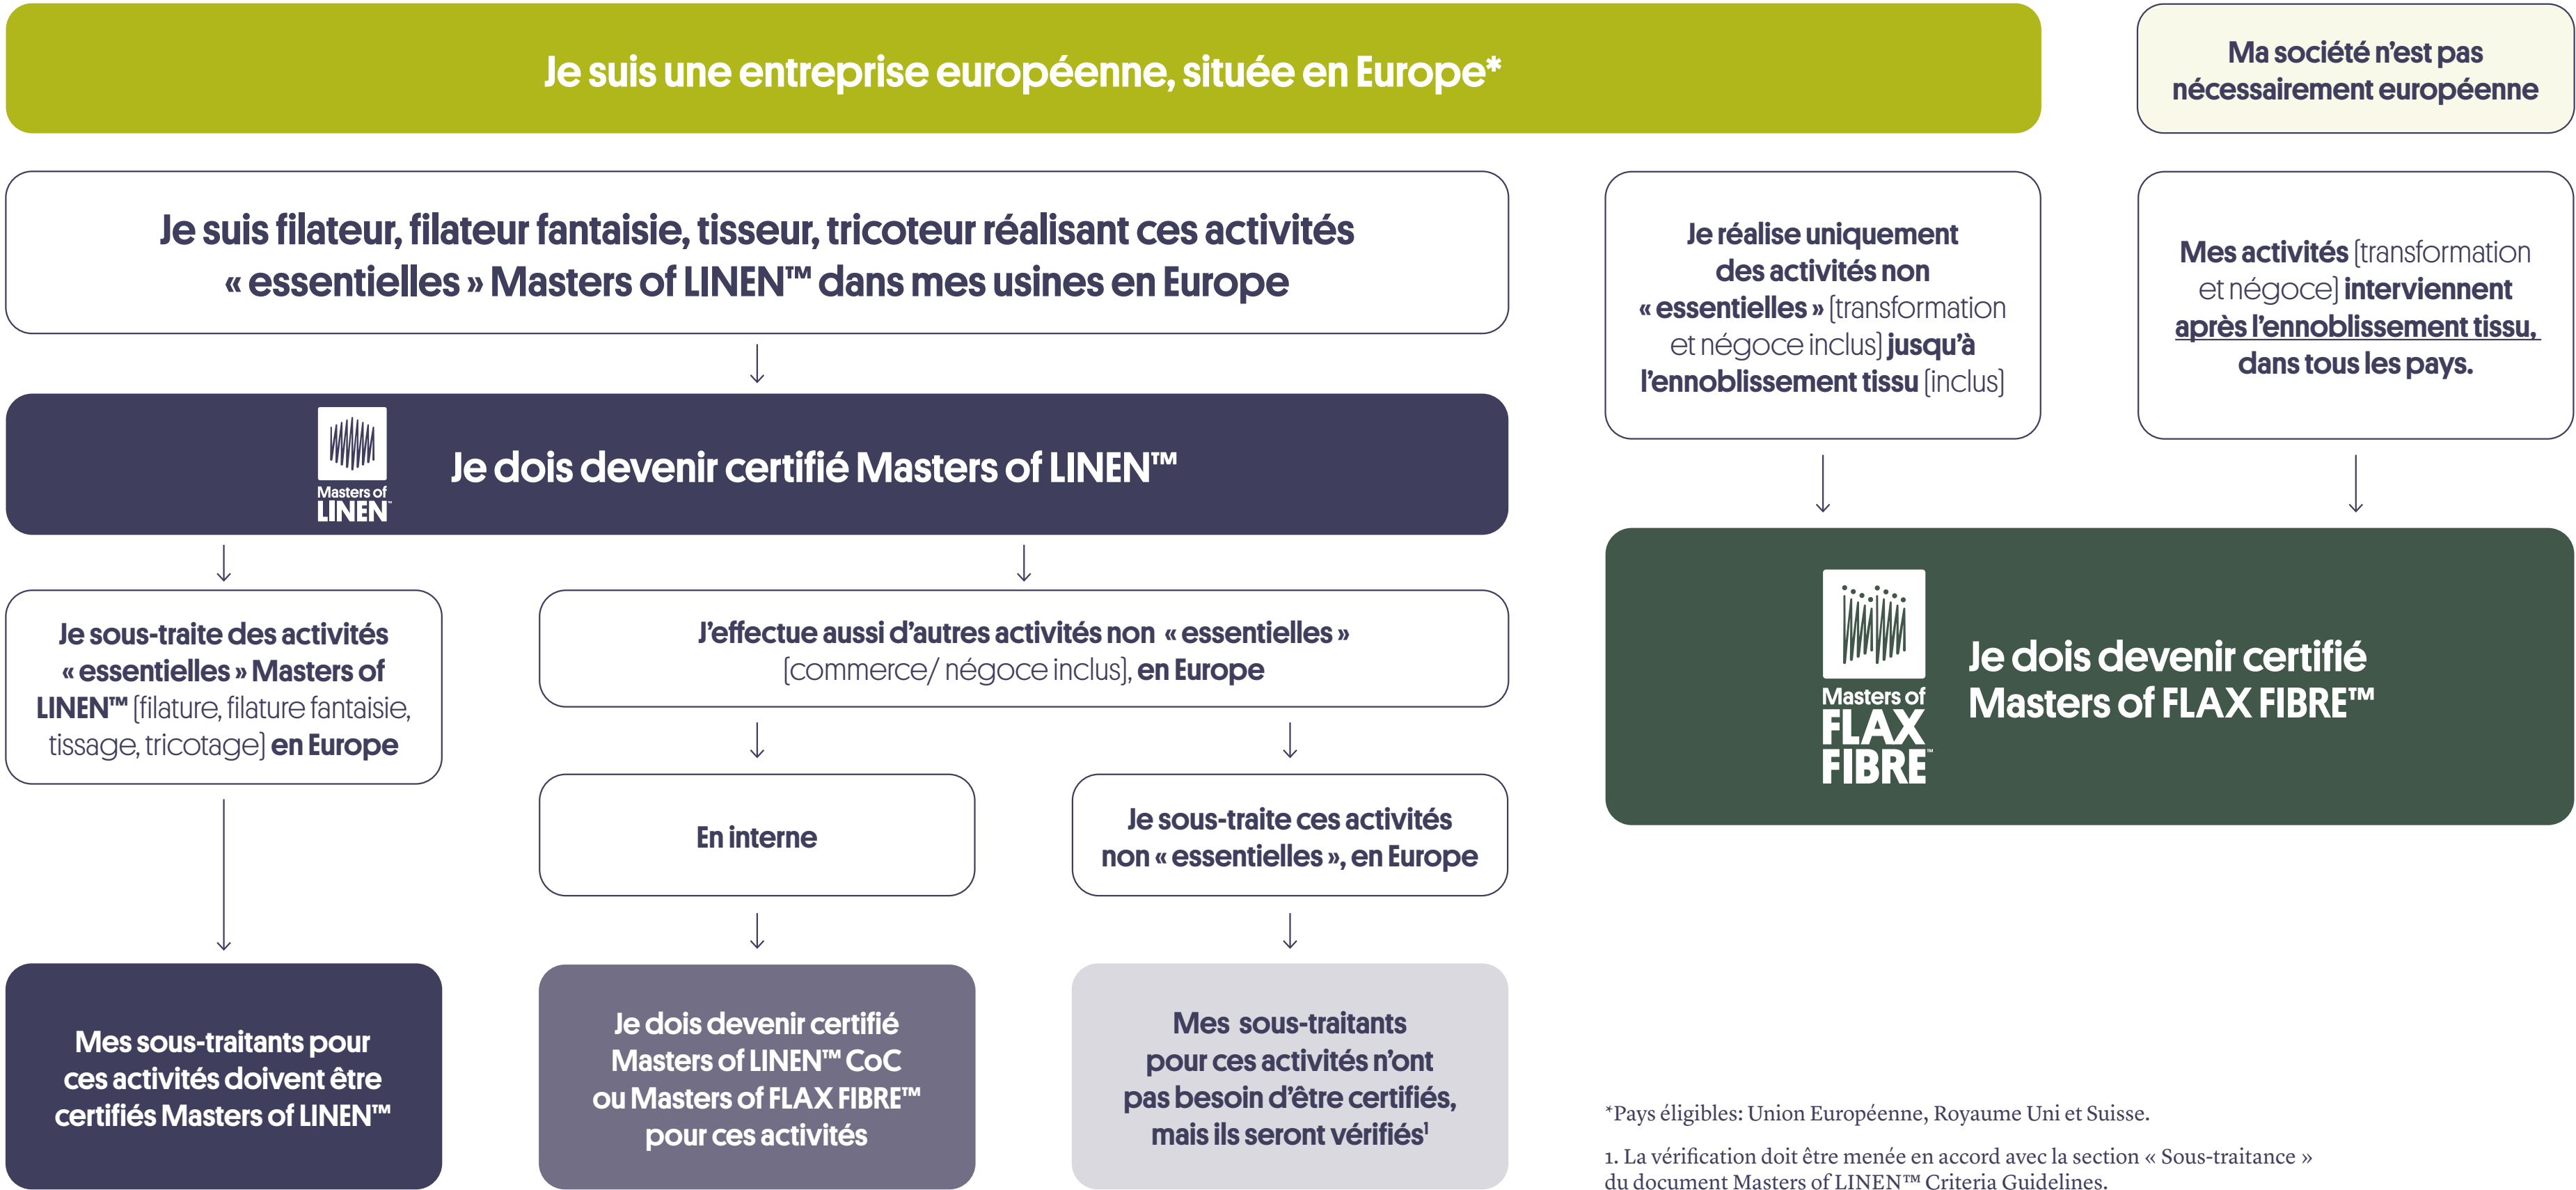 Je suis une entreprise européenne, située en Europe*
Ma société n’est pas
nécessairement européenne
Je suis filateur, filateur fantaisie, tisseur, tricoteur réalisant ces activités
« essentielles » Masters of LINEN™ dans mes usines en Europe
Je réalise uniquement
des activités non
« essentielles » (transformation
et négoce inclus) jusqu’à
l’ennoblissement tissu (inclus)
Mes activités (transformation
et négoce) interviennent
après l’ennoblissement tissu,
dans tous les pays.
Masters of
LINEN™
Je dois devenir certifié Masters of LINEN™
Je sous-traite des activités
« essentielles » Masters of
LINEN™ (filature, filature fantaisie,
tissage, tricotage) en Europe
J’effectue aussi d’autres activités non « essentielles »
(commerce/ négoce inclus), en Europe
Masters of
FLAX
FIBRE™
Je dois devenir certifié
Masters of FLAX FIBRE™
En interne
Je sous-traite ces activités
non « essentielles », en Europe
Mes sous-traitants pour
ces activités doivent être
certifiés Masters of LINEN™
Je dois devenir certifié
Masters of LINEN™ CoC
ou Masters of FLAX FIBRE™
pour ces activités
Mes sous-traitants
pour ces activités n’ont
pas besoin d’être certifiés,
mais ils seront vérifiés¹
*Pays éligibles: Union Européenne, Royaume Uni et Suisse.
1. La vérification doit être menée en accord avec la section « Sous-traitance »
du document Masters of LINEN™ Criteria Guidelines.